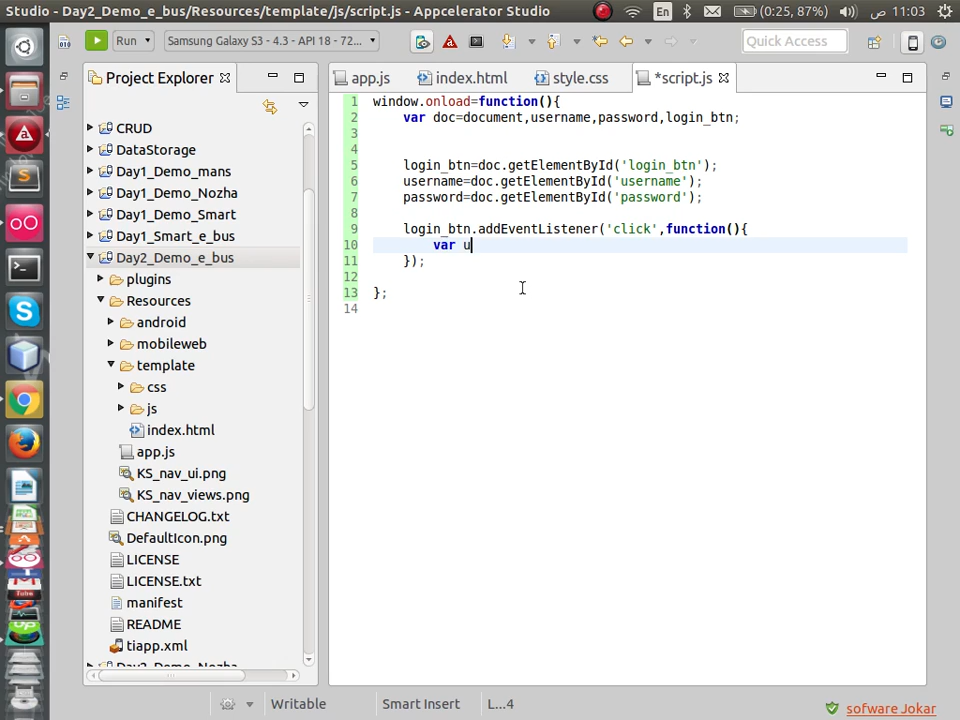 Studio - Day2_Demo_e_bus/Resources/template/js/script.js - Appcelerator Studio
En
(0:25, 87%)
ص 11:03
Run
Samsung Galaxy S3 - 4.3 - API 18 - 72...
Quick Access
Project Explorer
CRUD
DataStorage
Day1_Demo_mans
Day1_Demo_Nozha
Day1_Demo_Smart
Day1_Smart_e_bus
Day2_Demo_e_bus
plugins
Resources
android
mobileweb
template
css
js
index.html
app.js
KS_nav_ui.png
KS_nav_views.png
CHANGELOG.txt
DefaultIcon.png
LICENSE
LICENSE.txt
manifest
README
tiapp.xml
Day2_Demo_Nozha
app.js
index.html
style.css
*script.js
1 window.onload=function(){
2 var doc=document,username,password,login_btn;
3
4
5 login_btn=doc.getElementById('login_btn');
6 username=doc.getElementById('username');
7 password=doc.getElementById('password');
8
9 login_btn.addEventListener('click',function(){
10 var u
11 });
12
13 };
14
Writable
Smart Insert
L...4
sofware Jokar